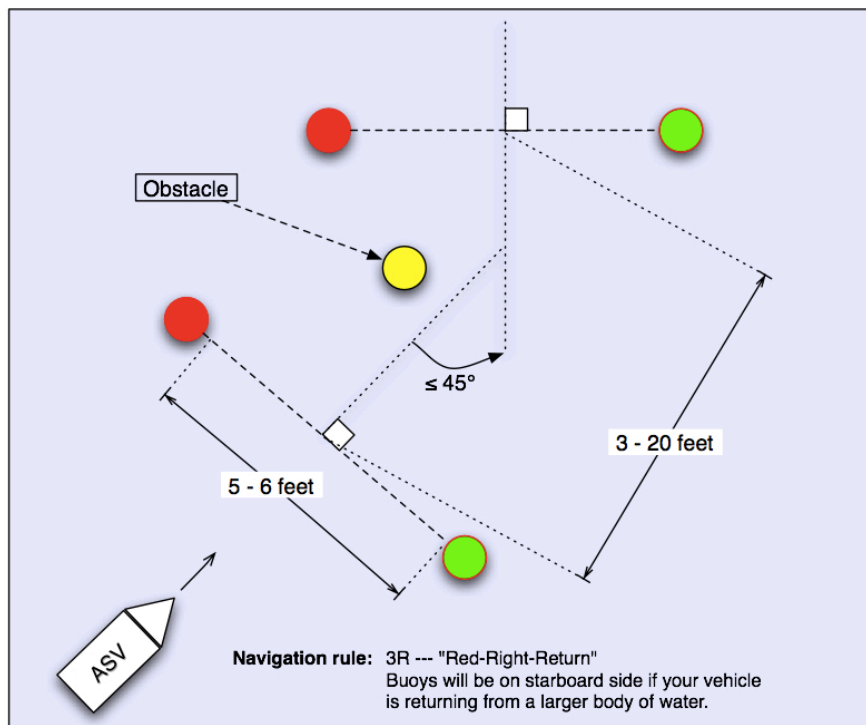 Obstacle
≤ 45°
3 - 20 feet
5 - 6 feet
ASV
Navigation rule: 3R --- "Red-Right-Return"
Buoys will be on starboard side if your vehicle
is returning from a larger body of water.